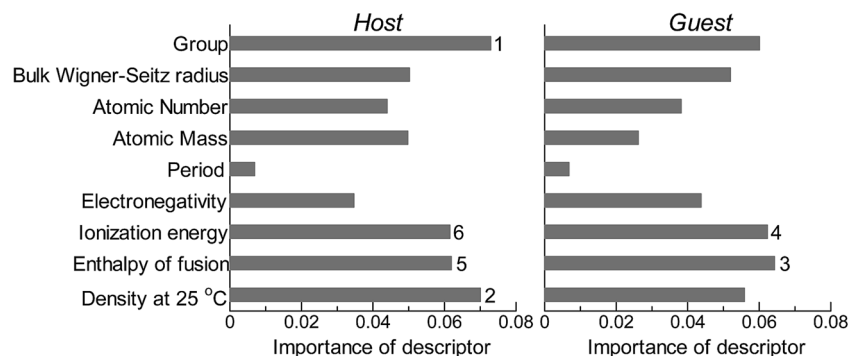 Host Guest
Group 1
Bulk Wigner-Seitz radius
Atomic Number
Atomic Mass
Period
Electronegativity
Ionization energy 6 4
Enthalpy of fusion 5 3
Density at 25 °C 2
0 0.02 0.04 0.06 0.08 0 0.02 0.04 0.06 0.08
Importance of descriptor Importance of descriptor